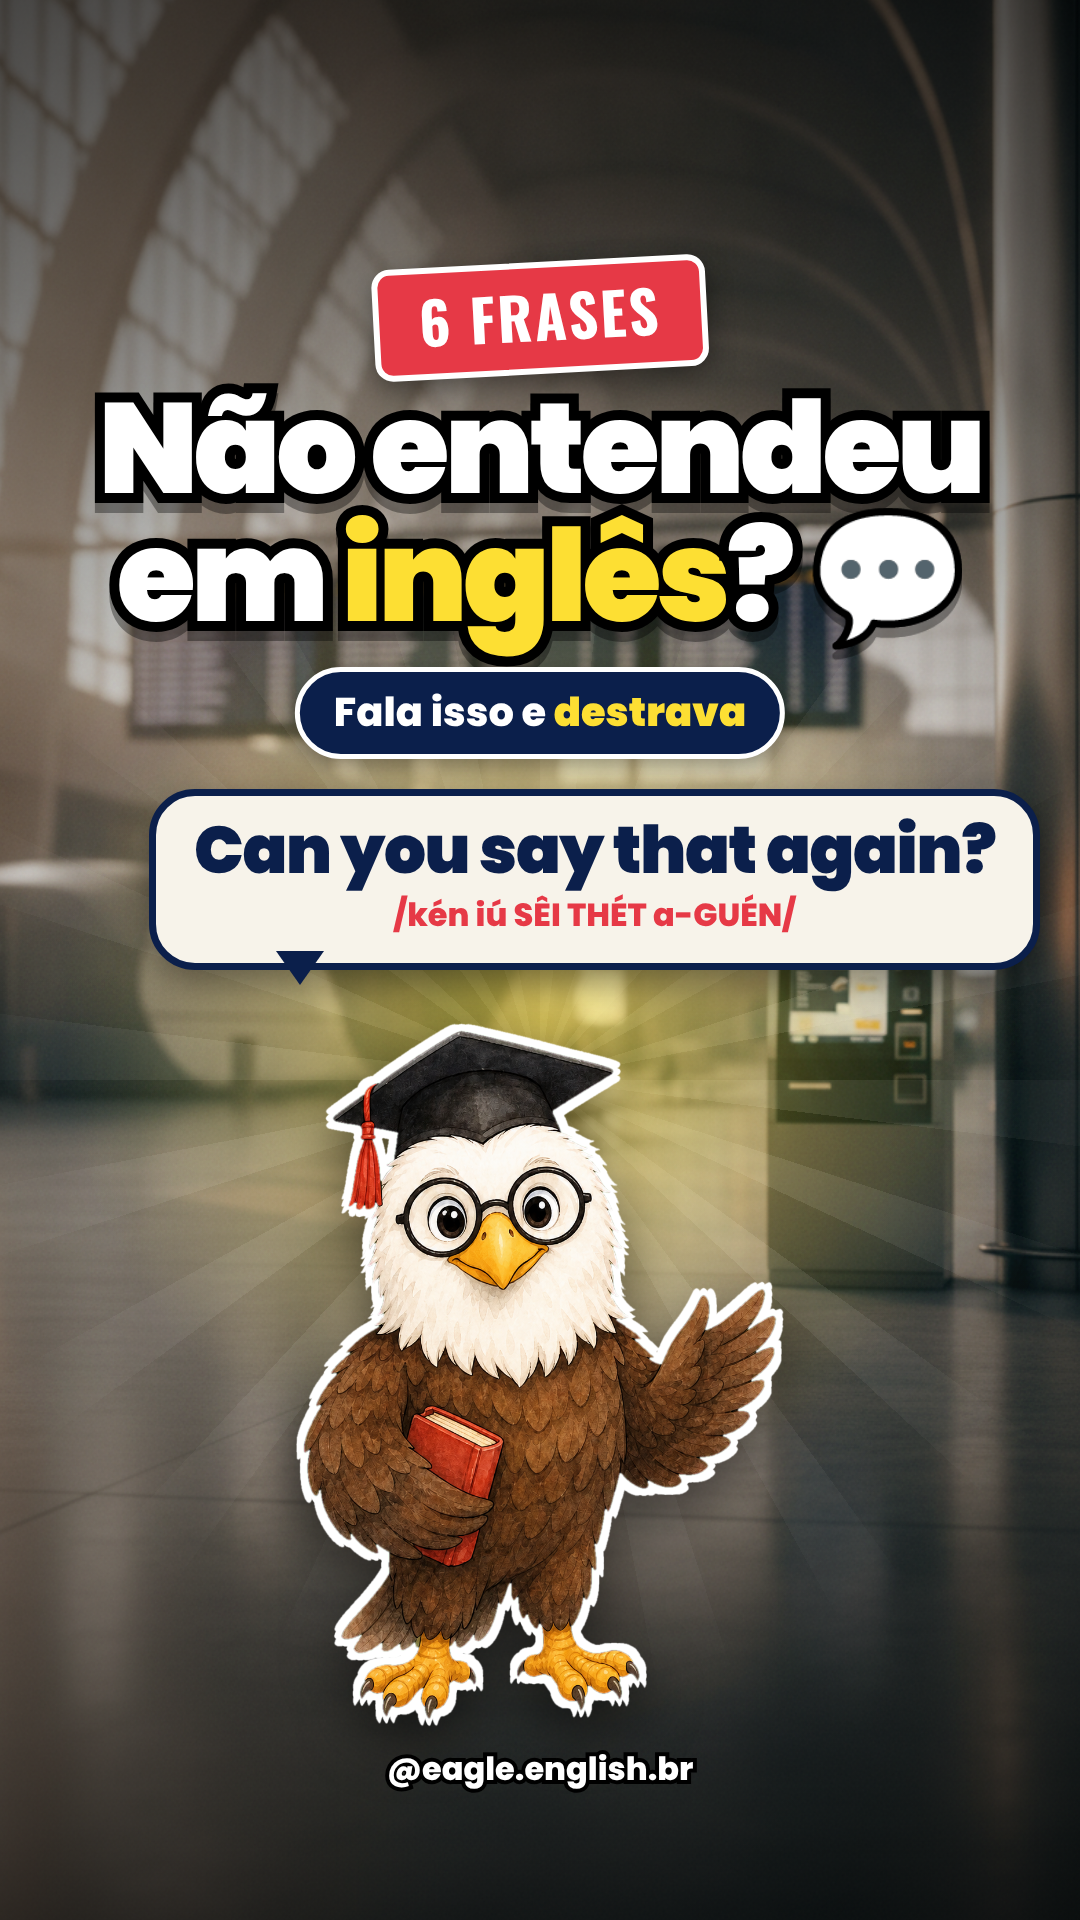 6 FRASES
Não entendeu
em inglês? 💬
Fala isso e destrava
Can you say that again?
/kén iú SÊI THÉT a-GUÉN/
@eagle.english.br